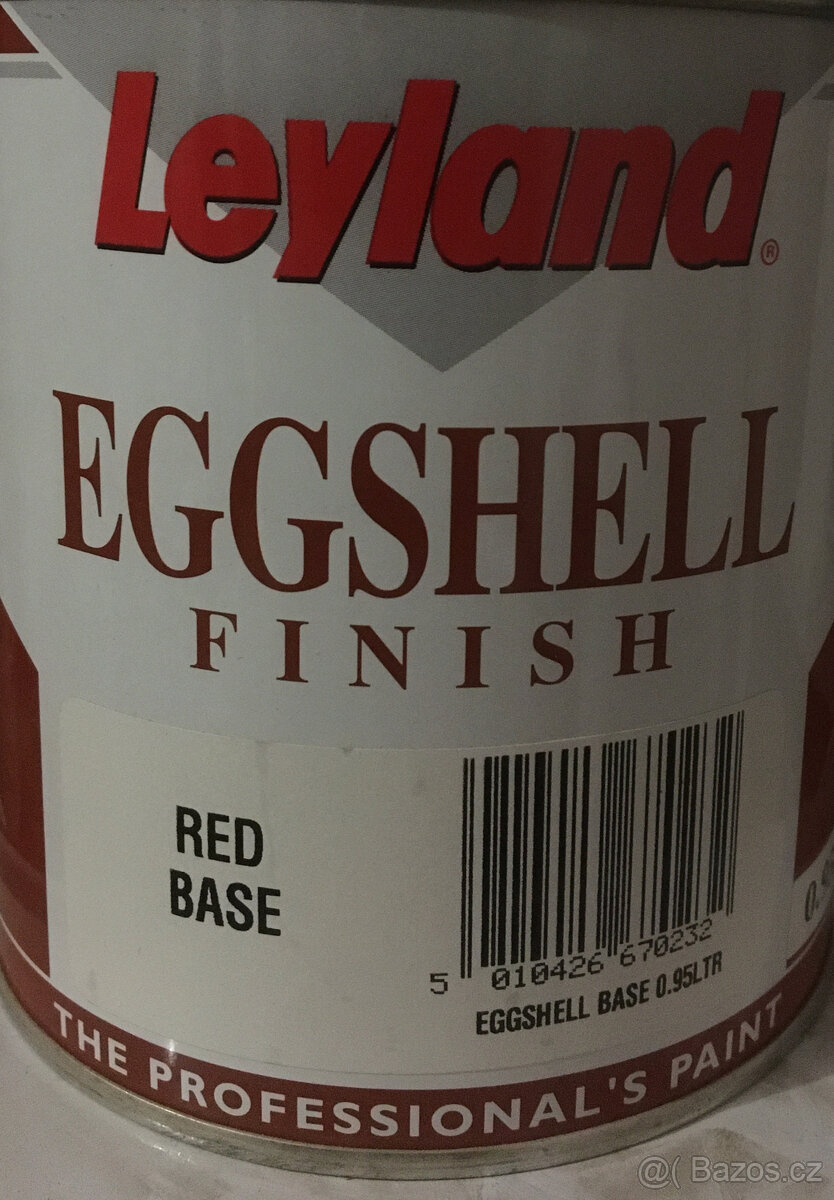 Leyland®
EGGSHELL
FINISH
RED
BASE
5 010426 670232
EGGSHELL BASE 0.95LTR
THE PROFESSIONAL'S PAINT
@( Bazos.cz